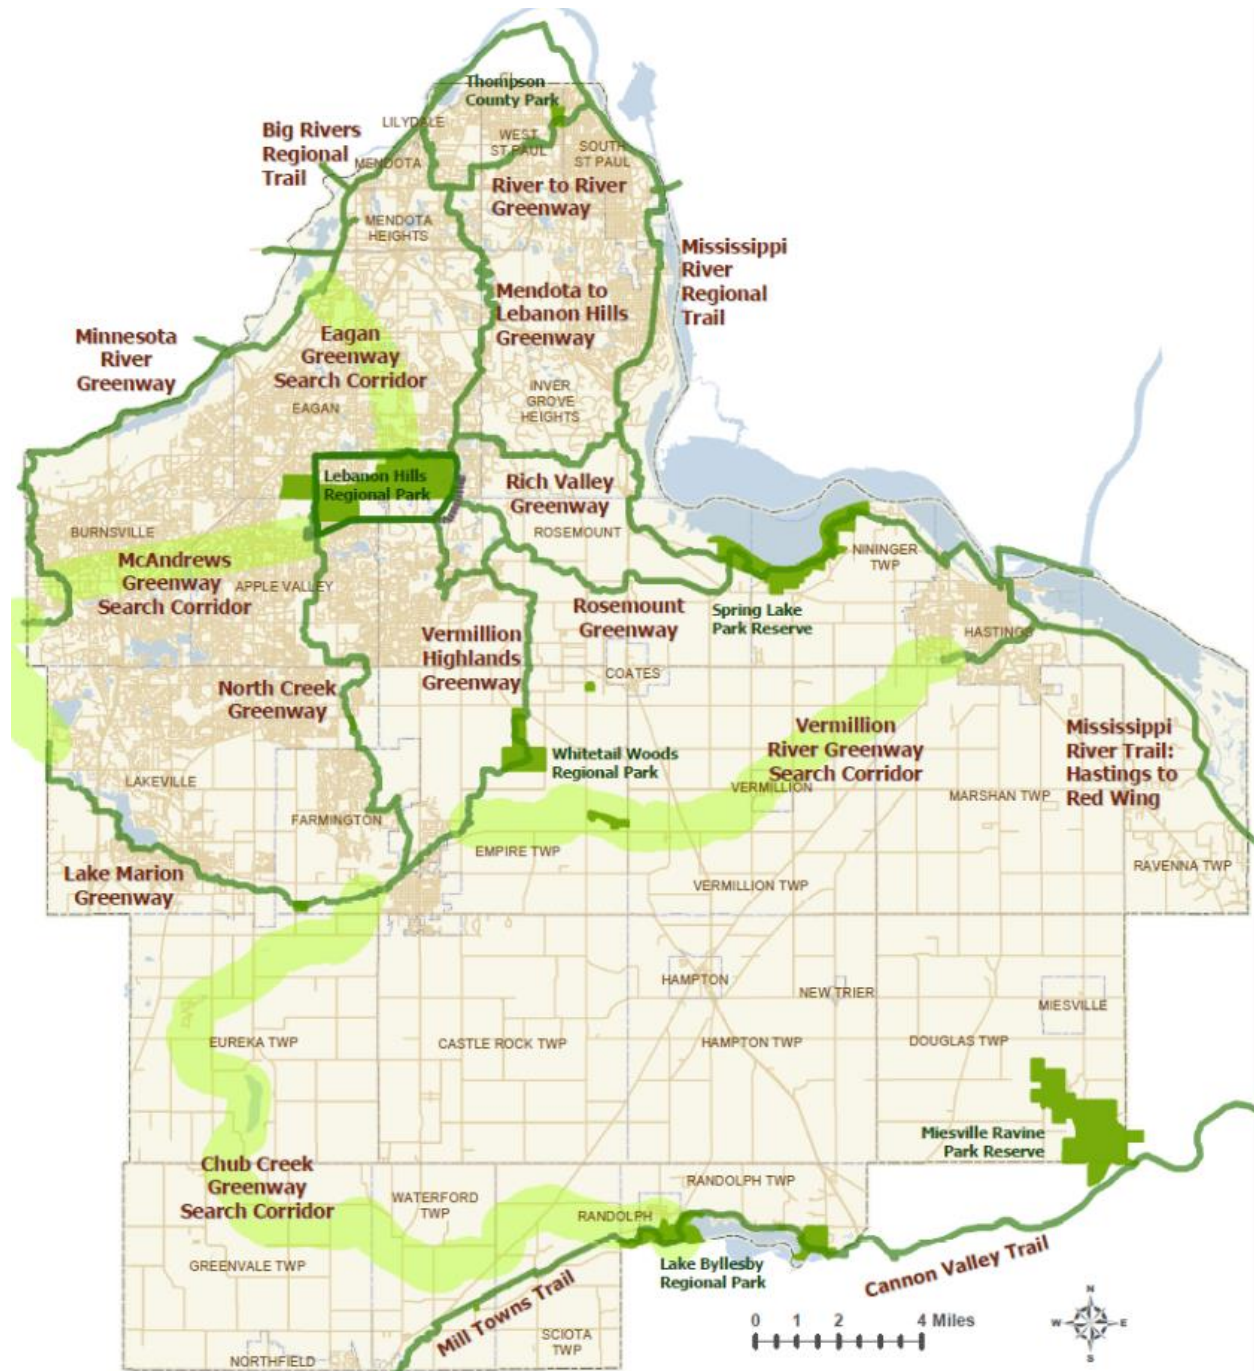 Thompson
County Park
LILYDALE
WEST
ST PAUL
SOUTH
ST PAUL
Big Rivers
Regional
Trail
MENDOTA
River to River
Greenway
MENDOTA
HEIGHTS
Mississippi
River
Regional
Trail
Mendota to
Lebanon Hills
Greenway
Minnesota
River
Greenway
Eagan
Greenway
Search Corridor
EAGAN
INVER
GROVE
HEIGHTS
Lebanon Hills
Regional Park
Rich Valley
Greenway
ROSEMOUNT
BURNSVILLE
McAndrews
Greenway
Search Corridor
APPLE VALLEY
NININGER
TWP
Spring Lake
Park Reserve
Rosemount
Greenway
HASTINGS
Vermillion
Highlands
Greenway
COATES
North Creek
Greenway
Vermillion
River Greenway
Search Corridor
Mississippi
River Trail:
Hastings to
Red Wing
Whitetail Woods
Regional Park
LAKEVILLE
VERMILLION
MARSHAN TWP
FARMINGTON
EMPIRE TWP
RAVENNA TWP
Lake Marion
Greenway
VERMILLION TWP
HAMPTON
NEW TRIER
MIESVILLE
EUREKA TWP
CASTLE ROCK TWP
HAMPTON TWP
DOUGLAS TWP
Miesville Ravine
Park Reserve
Chub Creek
Greenway
Search Corridor
WATERFORD
TWP
RANDOLPH TWP
RANDOLPH
GREENVALE TWP
Lake Byllesby
Regional Park
Cannon Valley Trail
Mill Towns Trail
SCIOTA
TWP
NORTHFIELD
0 1 2 4 Miles
N
W E
S